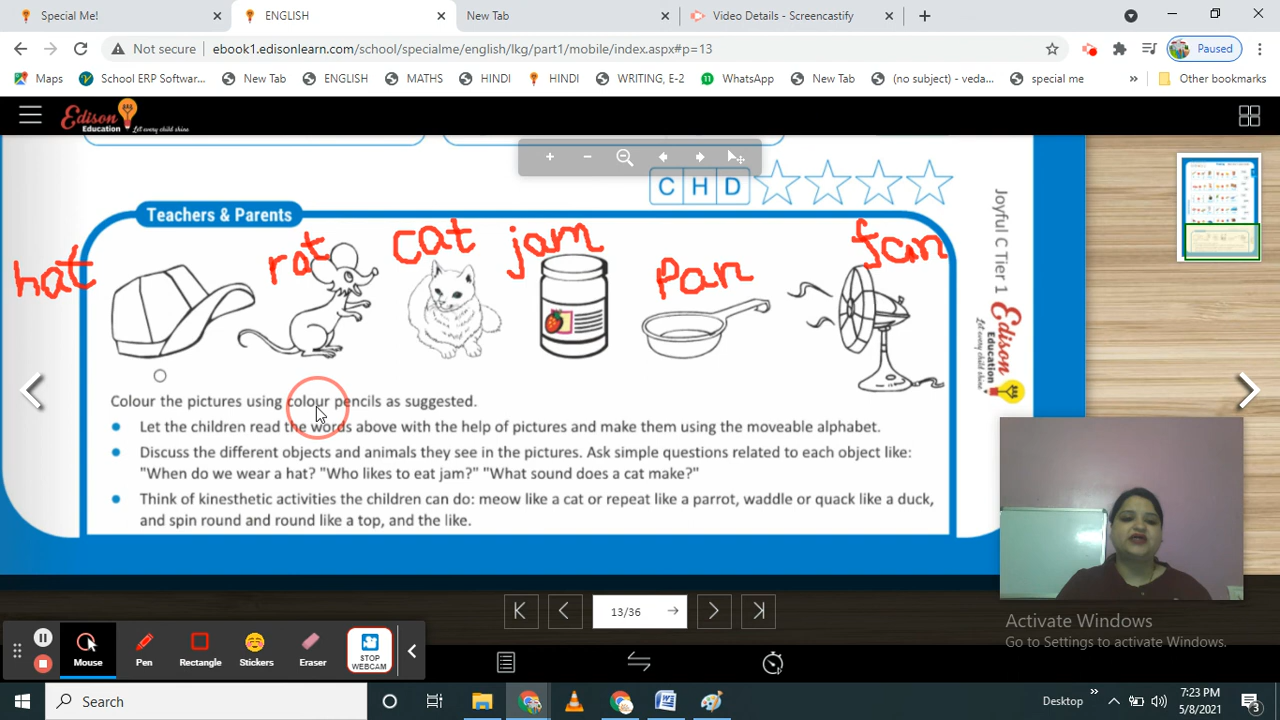 Special Me!
ENGLISH
New Tab
Video Details - Screencastify
Not secure
ebook1.edisonlearn.com/school/specialme/english/lkg/part1/mobile/index.aspx#p=13
Paused
Maps
School ERP Softwar...
New Tab
ENGLISH
MATHS
HINDI
HINDI
WRITING, E-2
WhatsApp
New Tab
(no subject) - veda...
special me
Other bookmarks
Edison
Education
Let every child shine
C H D
Teachers & Parents
hat
rat
cat
jam
Pan
fan
Colour the pictures using colour pencils as suggested.
Let the children read the words above with the help of pictures and make them using the moveable alphabet.
Discuss the different objects and animals they see in the pictures. Ask simple questions related to each object like:
"When do we wear a hat? "Who likes to eat jam?" "What sound does a cat make?"
Think of kinesthetic activities the children can do: meow like a cat or repeat like a parrot, waddle or quack like a duck,
and spin round and round like a top, and the like.
Joyful C Tier 1
Edison
Education
Let every child shine
13/36
Mouse
Pen
Rectangle
Stickers
Eraser
STOP
WEBCAM
Activate Windows
Go to Settings to activate Windows.
Search
Desktop
7:23 PM
5/8/2021
3